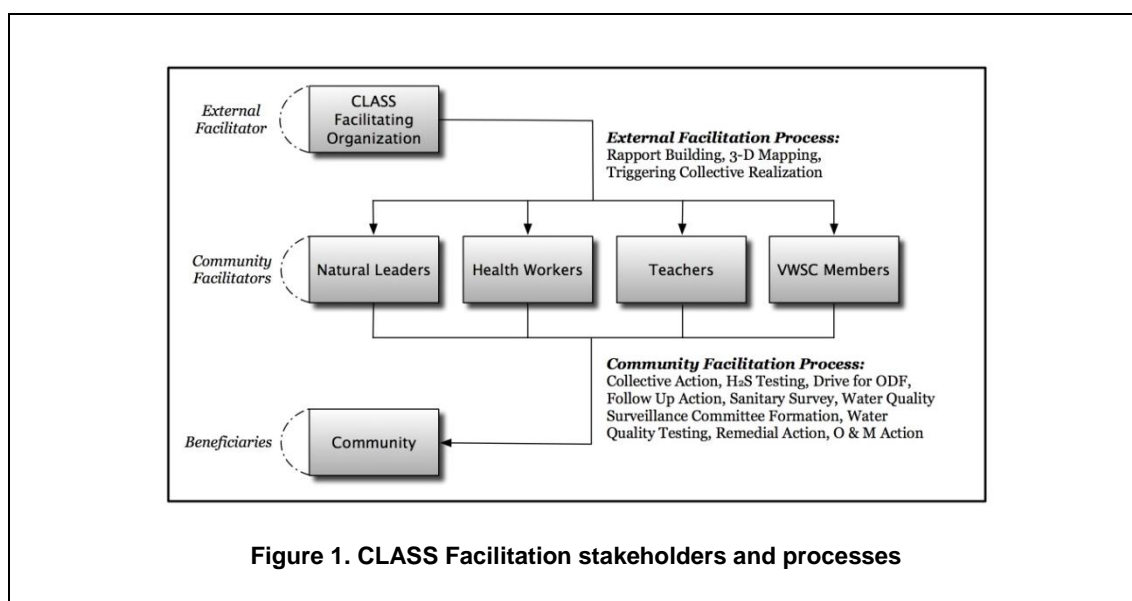 External
Facilitator
CLASS
Facilitating
Organization
External Facilitation Process:
Rapport Building, 3-D Mapping,
Triggering Collective Realization
Community
Facilitators
Natural Leaders
Health Workers
Teachers
VWSC Members
Community Facilitation Process:
Collective Action, H₂S Testing, Drive for ODF,
Follow Up Action, Sanitary Survey, Water Quality
Surveillance Committee Formation, Water
Quality Testing, Remedial Action, O & M Action
Beneficiaries
Community
Figure 1. CLASS Facilitation stakeholders and processes